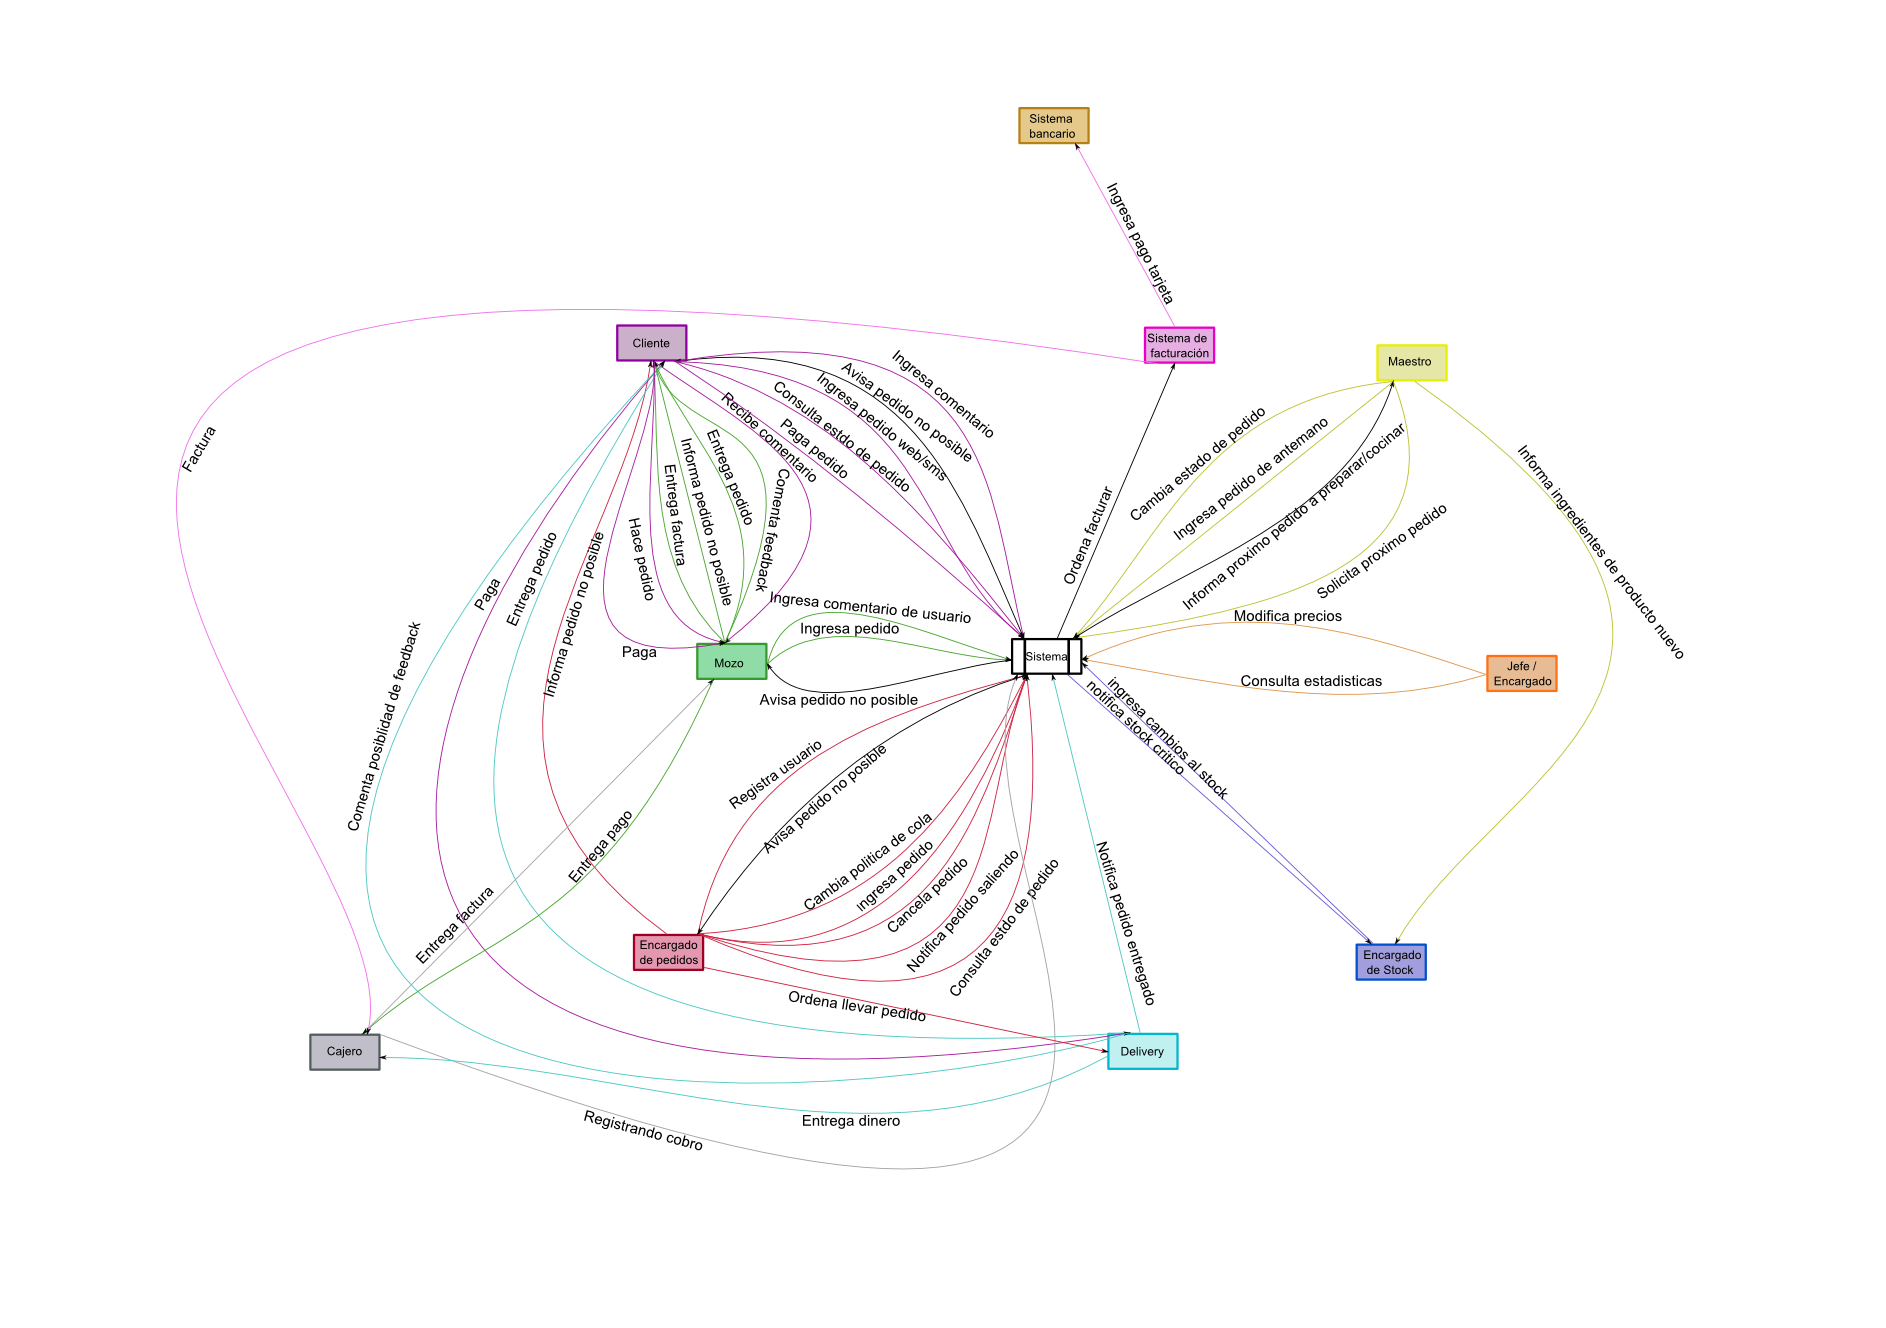 Sistema
bancario
Ingresa pago tarjeta
Cliente
Sistema de
facturación
Maestro
Factura
Ingresa comentario
Avisa pedido no posible
Ingresa pedido web/sms
Consulta estdo de pedido
Paga pedido
Recibe comentario
Entrega pedido
Informa pedido no posible
Entrega factura
Comenta feedback
Hace pedido
Paga
Informa pedido no posible
Entrega pedido
Paga
Comenta posiblidad de feedback
Ordena facturar
Cambia estado de pedido
Ingresa pedido de antemano
Informa proximo pedido a preparar/cocinar
Solicita proximo pedido
Informa ingredientes de producto nuevo
Ingresa comentario de usuario
Ingresa pedido
Mozo
Sistema
Avisa pedido no posible
Modifica precios
Consulta estadisticas
Jefe /
Encargado
ingresa cambios al stock
notifica stock critico
Registra usuario
Avisa pedido no posible
Cambia politica de cola
ingresa pedido
Cancela pedido
Notifica pedido saliendo
Consulta estdo de pedido
Notifica pedido entregado
Entrega pago
Entrega factura
Encargado
de pedidos
Encargado
de Stock
Ordena llevar pedido
Cajero
Delivery
Entrega dinero
Registrando cobro